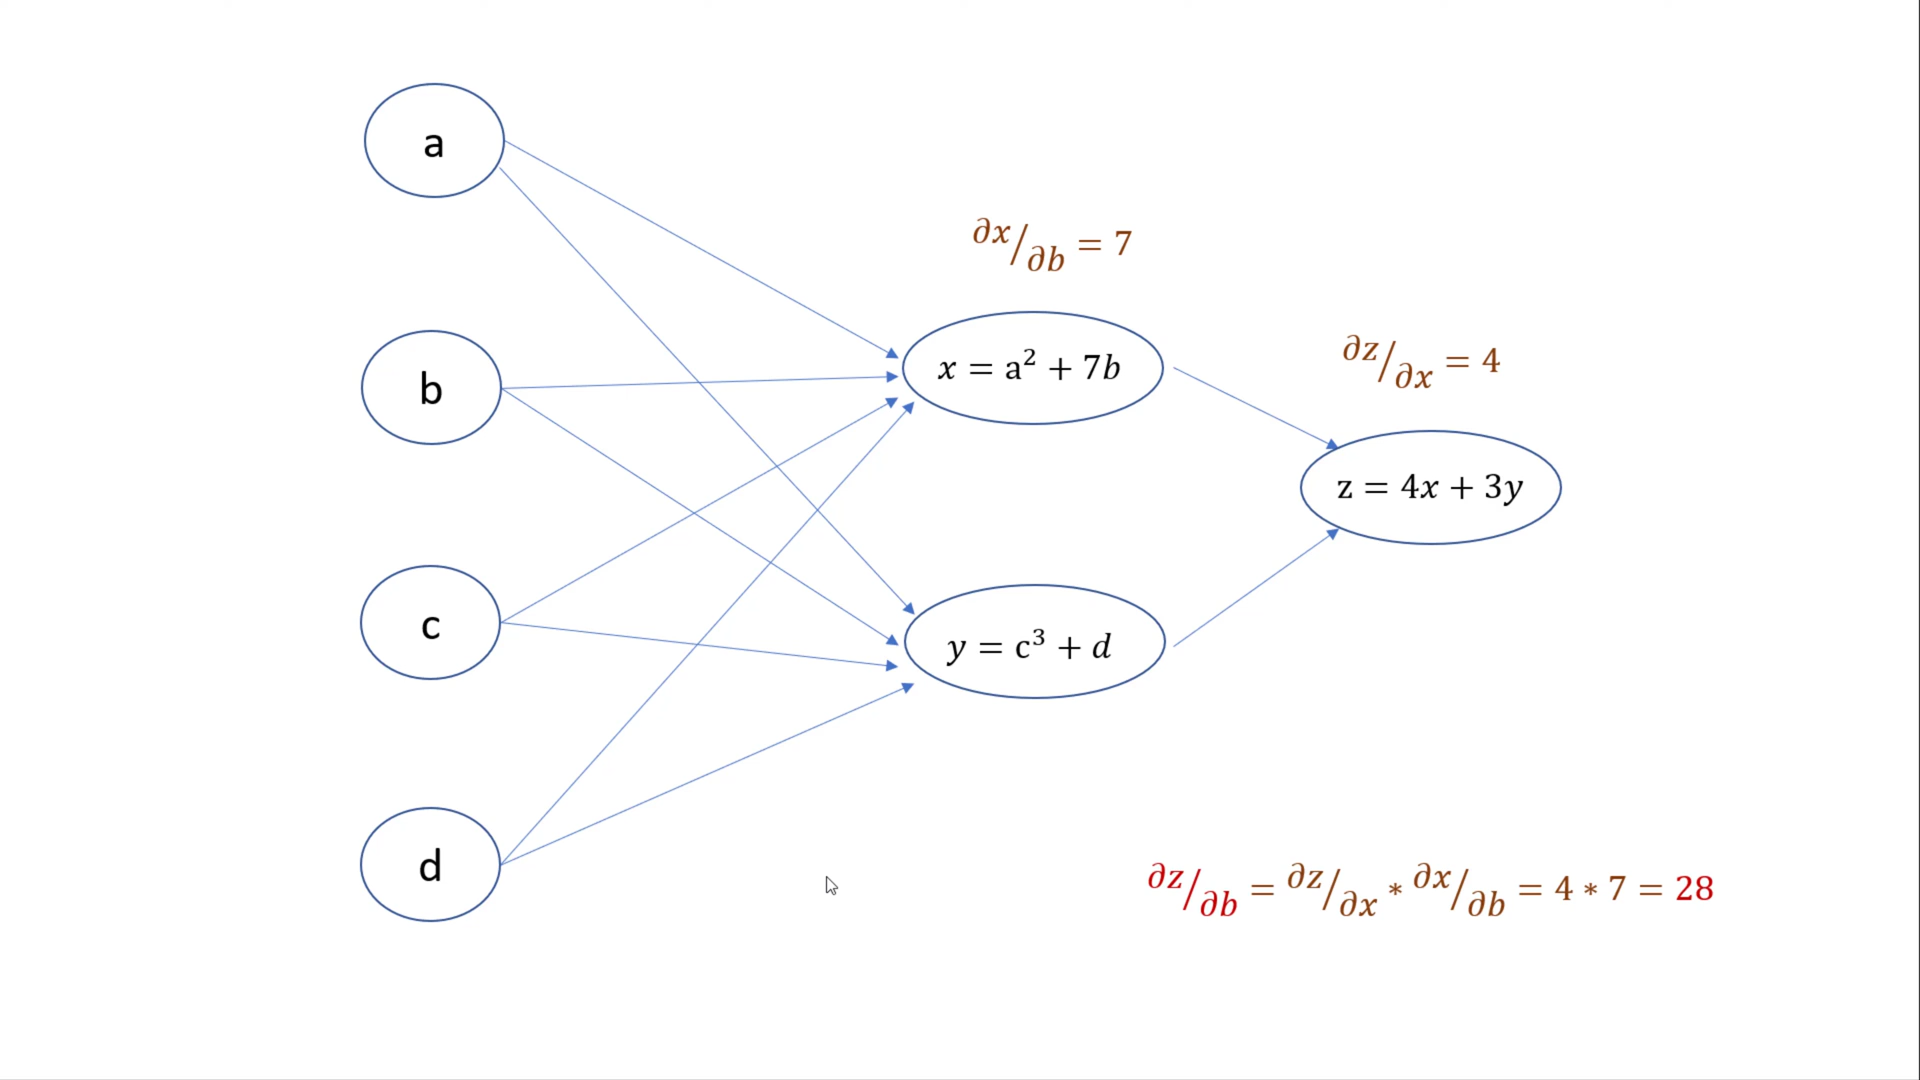 a
b
c
d
∂x/∂b = 7
x = a² + 7b
y = c³ + d
∂z/∂x = 4
z = 4x + 3y
∂z/∂b = ∂z/∂x * ∂x/∂b = 4 * 7 = 28